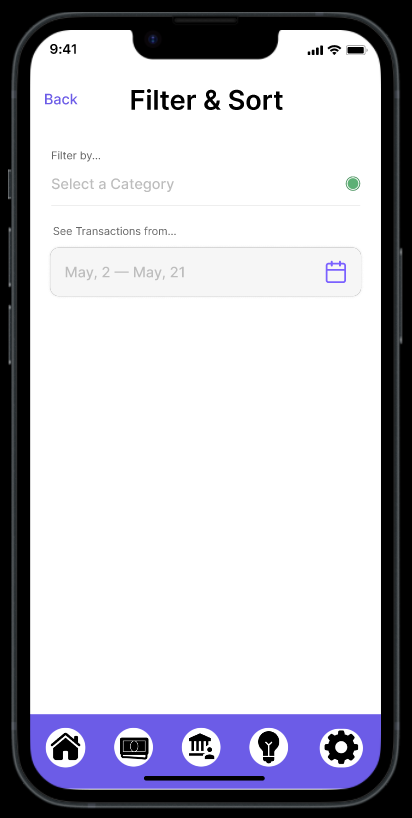 9:41
Back
Filter & Sort
Filter by...
Select a Category
See Transactions from...
May, 2 — May, 21